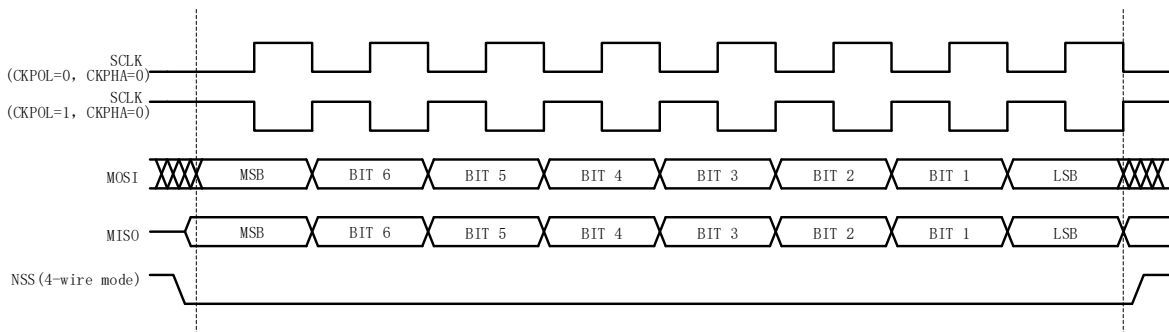 SCLK
(CKPOL=0, CKPHA=0)
SCLK
(CKPOL=1, CKPHA=0)
MOSI MSB BIT 6 BIT 5 BIT 4 BIT 3 BIT 2 BIT 1 LSB
MISO MSB BIT 6 BIT 5 BIT 4 BIT 3 BIT 2 BIT 1 LSB
NSS(4-wire mode)